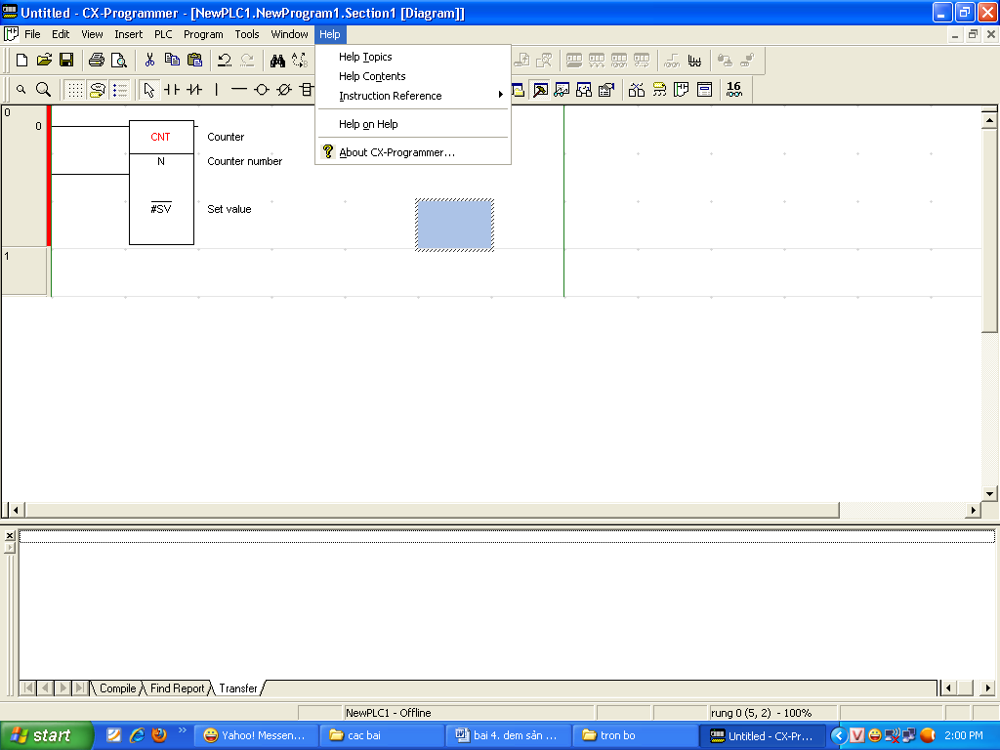 Untitled - CX-Programmer - [NewPLC1.NewProgram1.Section1 [Diagram]]
File Edit View Insert PLC Program Tools Window Help
Help Topics
Help Contents
Instruction Reference
Help on Help
About CX-Programmer...
16
0
0
CNT Counter
N Counter number
#SV Set value
1
Compile Find Report Transfer
NewPLC1 - Offline rung 0 (5, 2) - 100%
start Yahoo! Messen... cac bai bai 4. dem sản ... tron bo Untitled - CX-Pr... 2:00 PM